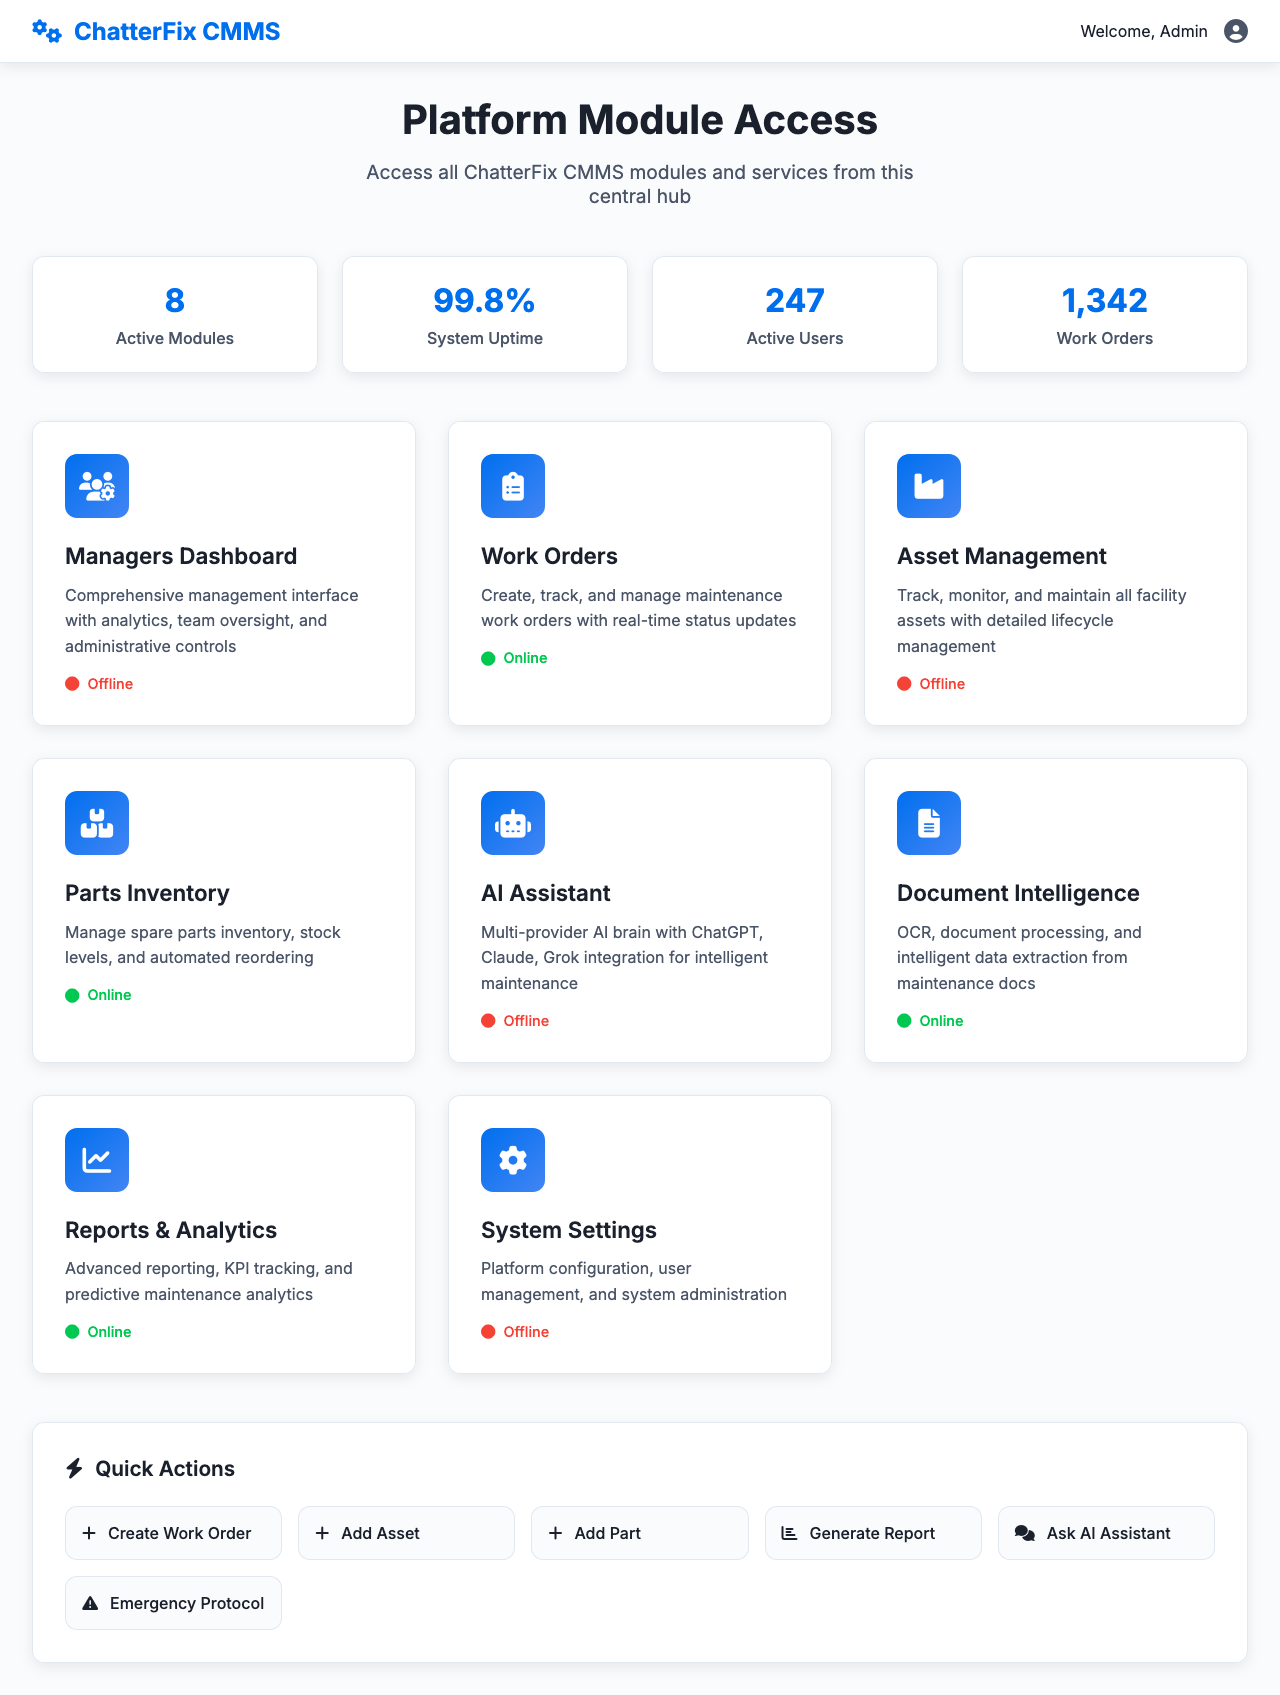 ChatterFix CMMS
Welcome, Admin
Platform Module Access
Access all ChatterFix CMMS modules and services from this
central hub
8
Active Modules
99.8%
System Uptime
247
Active Users
1,342
Work Orders
Managers Dashboard
Comprehensive management interface
with analytics, team oversight, and
administrative controls
Offline
Work Orders
Create, track, and manage maintenance
work orders with real-time status updates
Online
Asset Management
Track, monitor, and maintain all facility
assets with detailed lifecycle
management
Offline
Parts Inventory
Manage spare parts inventory, stock
levels, and automated reordering
Online
AI Assistant
Multi-provider AI brain with ChatGPT,
Claude, Grok integration for intelligent
maintenance
Offline
Document Intelligence
OCR, document processing, and
intelligent data extraction from
maintenance docs
Online
Reports & Analytics
Advanced reporting, KPI tracking, and
predictive maintenance analytics
Online
System Settings
Platform configuration, user
management, and system administration
Offline
Quick Actions
Create Work Order
Add Asset
Add Part
Generate Report
Ask AI Assistant
Emergency Protocol